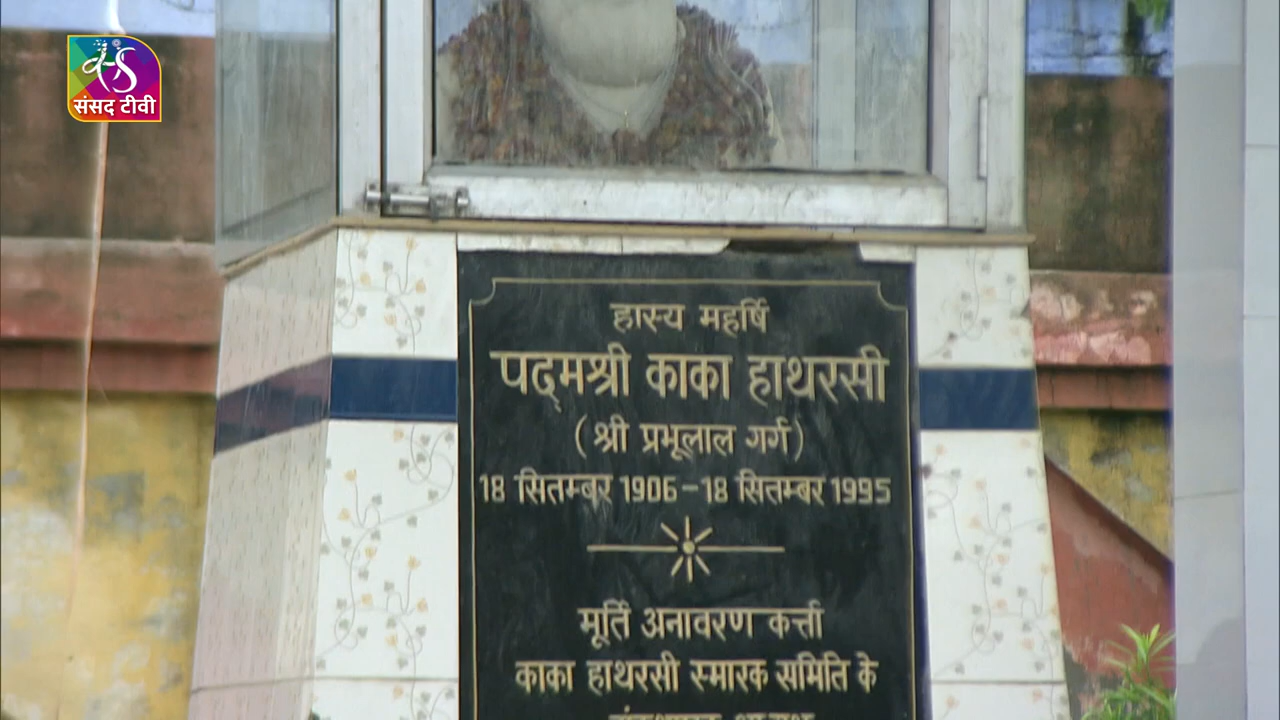 संसद टीवी
हास्य महर्षि
पद्मश्री काका हाथरसी
(श्री प्रभूलाल गर्ग)
18 सितम्बर 1906-18 सितम्बर 1995
मूर्ति अनावरण कर्त्ता
काका हाथरसी स्मारक समिति के